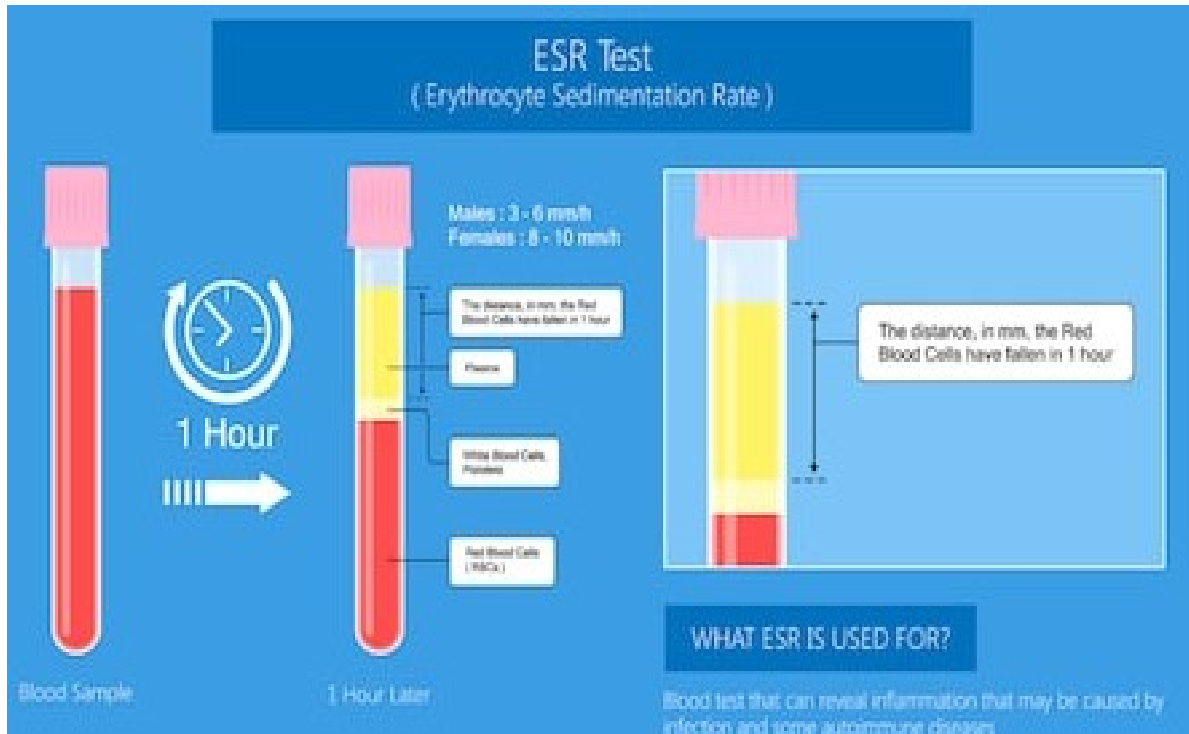 ESR Test
( Erythrocyte Sedimentation Rate )
Males : 3 - 6 mm/h
Females : 8 - 10 mm/h
The distance, in mm, the Red
Blood Cells have fallen in 1 hour
Plasma
White Blood Cells,
Red Blood Cells
( RBCs )
1 Hour
Blood Sample
1 Hour Later
The distance, in mm, the Red
Blood Cells have fallen in 1 hour
WHAT ESR IS USED FOR?
Blood test that can reveal inflammation that may be caused by
infection and some autoimmune diseases